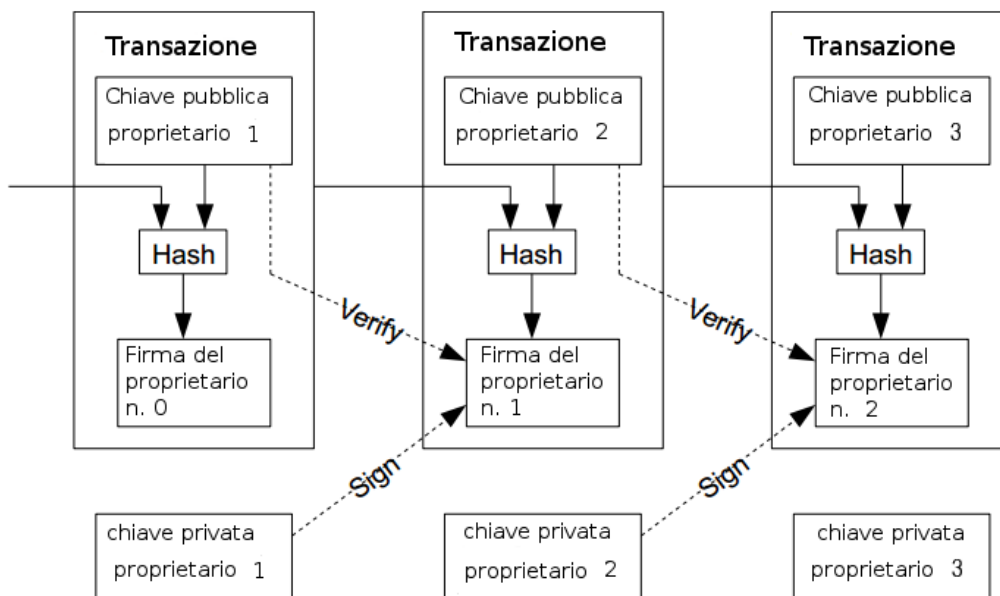 Transazione
Chiave pubblica
proprietario 1
Hash
Verify
Firma del
proprietario
n. 0
Sign
chiave privata
proprietario 1
Transazione
Chiave pubblica
proprietario 2
Hash
Verify
Firma del
proprietario
n. 1
Sign
chiave privata
proprietario 2
Transazione
Chiave pubblica
proprietario 3
Hash
Firma del
proprietario
n. 2
chiave privata
proprietario 3